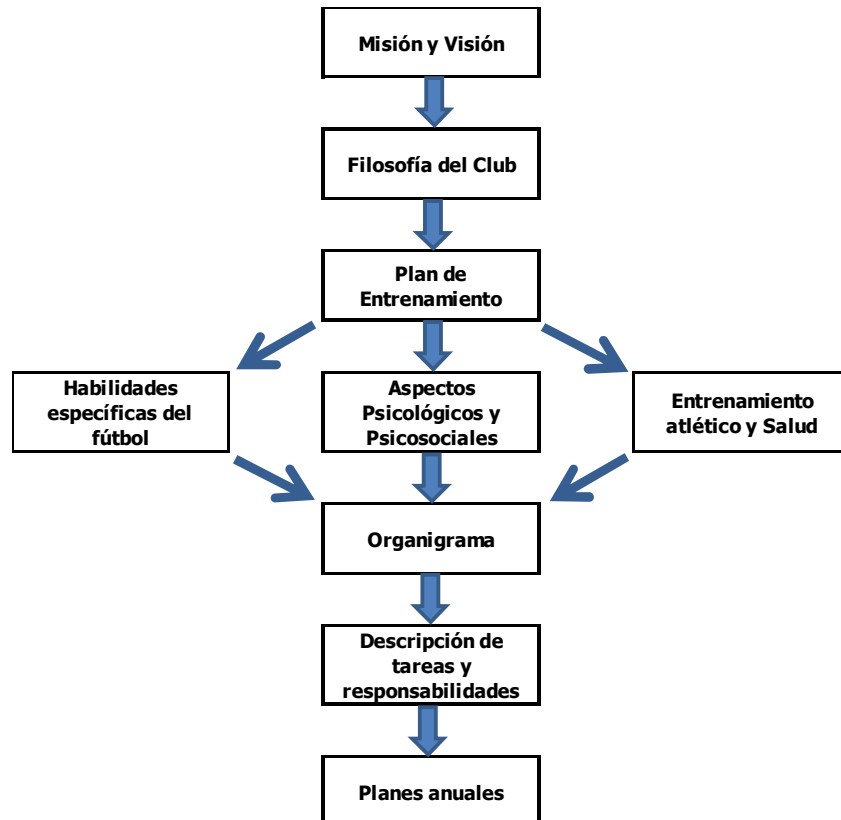 Misión y Visión
Filosofía del Club
Plan de
Entrenamiento
Habilidades
específicas del
fútbol
Aspectos
Psicológicos y
Psicosociales
Entrenamiento
atlético y Salud
Organigrama
Descripción de
tareas y
responsabilidades
Planes anuales